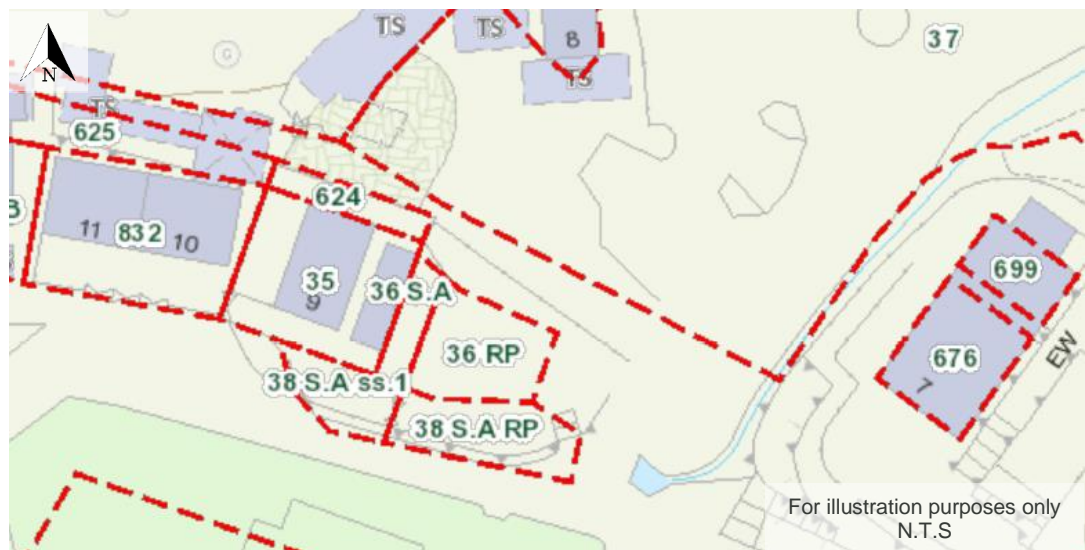 TS
TS
8
TS
37
N
G
TS
625
624
B
11
832
10
35
9
36 S.A
699
36 RP
676
7
EW
38 S.A ss.1
38 S.A RP
For illustration purposes only
N.T.S